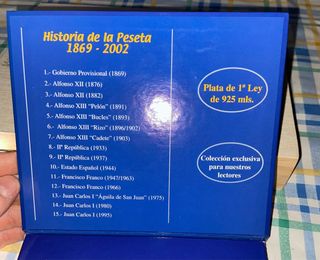 Historia de la Peseta
1869 - 2002
1.- Gobierno Provisional (1869)
2.- Alfonso XII (1876)
3.- Alfonso XII (1882)
4.- Alfonso XIII "Pelón" (1891)
5.- Alfonso XIII "Bucles" (1893)
6.- Alfonso XIII "Rizo" (1896/1902)
7.- Alfonso XIII "Cadete" (1903)
8.- IIª República (1933)
9.- IIª República (1937)
10.- Estado Español (1944)
11.- Francisco Franco (1947/1963)
12.- Francisco Franco (1966)
13.- Juan Carlos I "Águila de San Juan" (1975)
14.- Juan Carlos I (1980)
15.- Juan Carlos I (1995)
Plata de 1ª Ley
de 925 mls.
Colección exclusiva
para nuestros
lectores